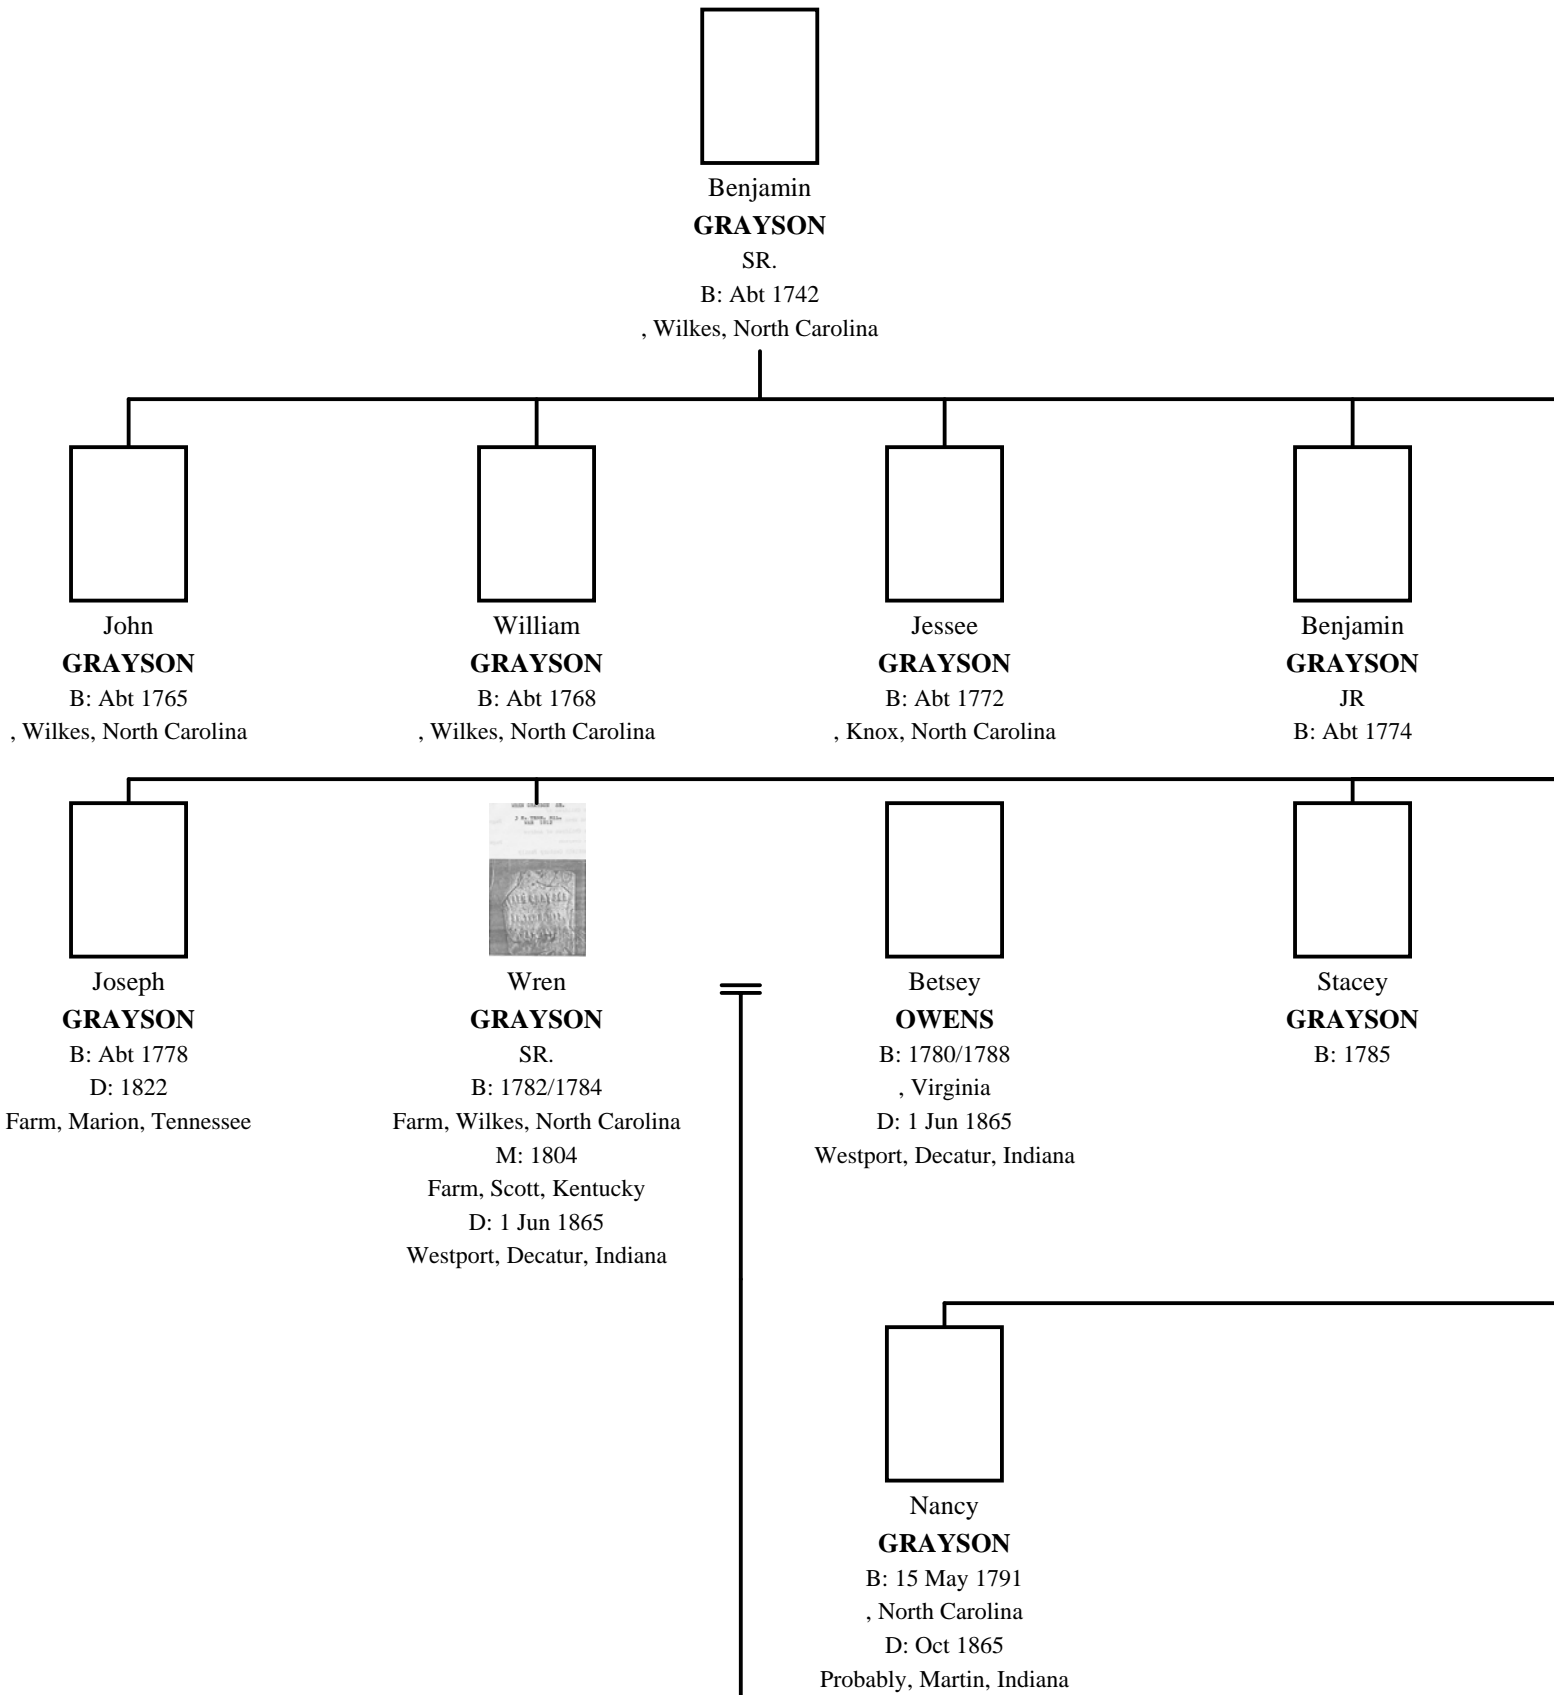 Benjamin
GRAYSON
SR.
B: Abt 1742
, Wilkes, North Carolina
John
GRAYSON
B: Abt 1765
, Wilkes, North Carolina
William
GRAYSON
B: Abt 1768
, Wilkes, North Carolina
Jessee
GRAYSON
B: Abt 1772
, Knox, North Carolina
Benjamin
GRAYSON
JR
B: Abt 1774
Joseph
GRAYSON
B: Abt 1778
D: 1822
Farm, Marion, Tennessee
Wren
GRAYSON
SR.
B: 1782/1784
Farm, Wilkes, North Carolina
M: 1804
Farm, Scott, Kentucky
D: 1 Jun 1865
Westport, Decatur, Indiana
Betsey
OWENS
B: 1780/1788
, Virginia
D: 1 Jun 1865
Westport, Decatur, Indiana
Stacey
GRAYSON
B: 1785
Nancy
GRAYSON
B: 15 May 1791
, North Carolina
D: Oct 1865
Probably, Martin, Indiana